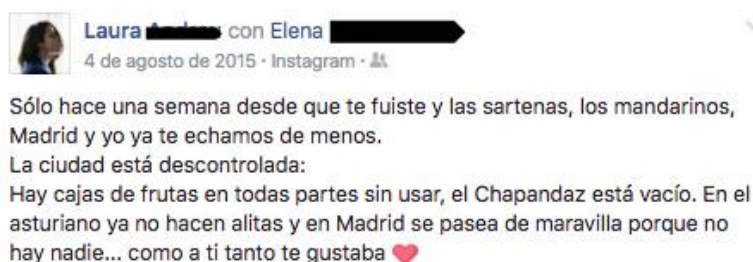 Laura con Elena
4 de agosto de 2015 · Instagram ·
Sólo hace una semana desde que te fuiste y las sartenas, los mandarinos,
Madrid y yo ya te echamos de menos.
La ciudad está descontrolada:
Hay cajas de frutas en todas partes sin usar, el Chapandaz está vacío. En el
asturiano ya no hacen alitas y en Madrid se pasea de maravilla porque no
hay nadie... como a ti tanto te gustaba ❤